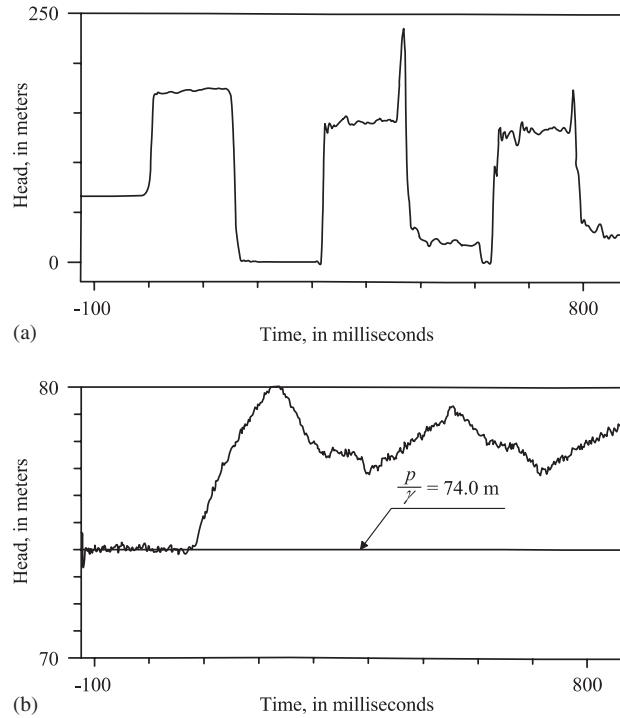 250
Head, in meters
0
-100
800
(a)
Time, in milliseconds
80
p/γ = 74.0 m
Head, in meters
70
-100
800
(b)
Time, in milliseconds